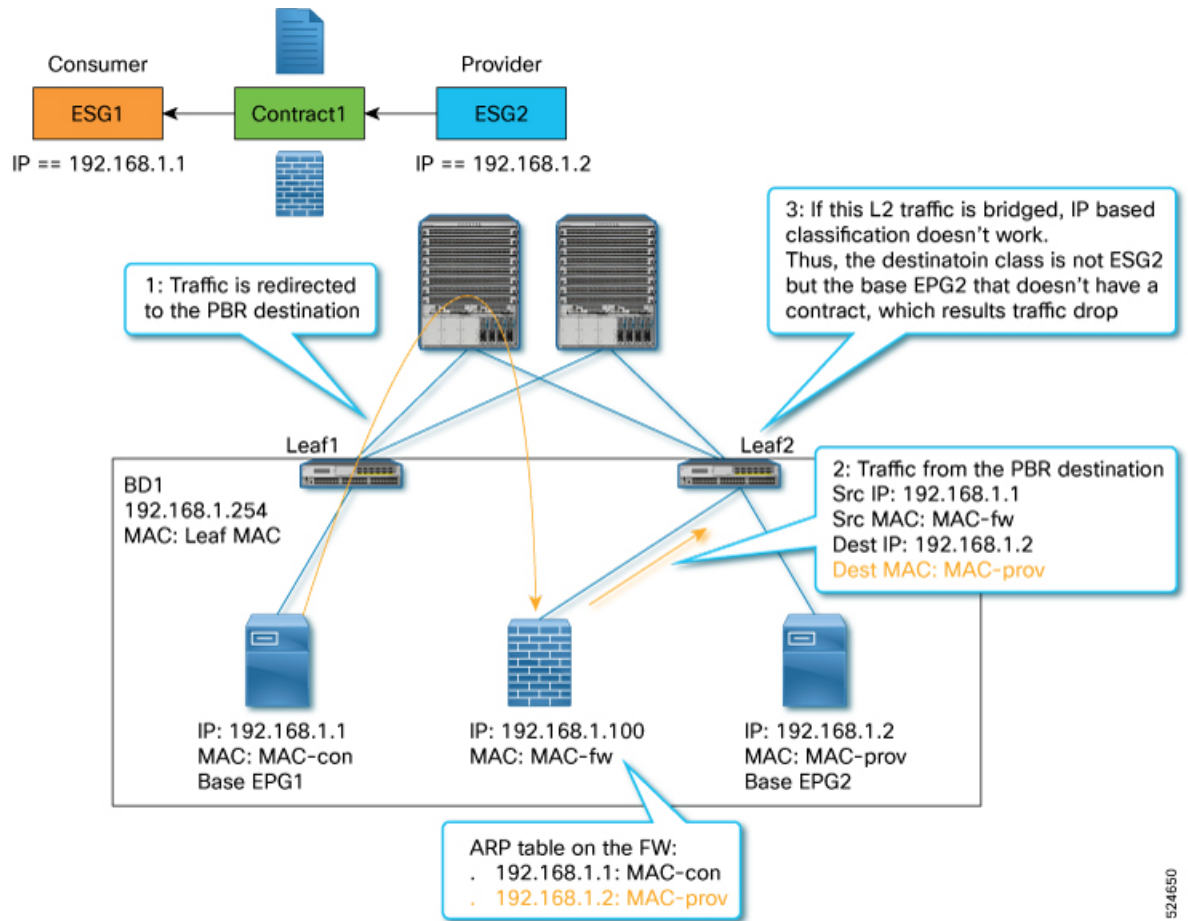 Consumer
Provider
ESG1
Contract1
ESG2
IP == 192.168.1.1
IP == 192.168.1.2
1: Traffic is redirected
to the PBR destination
3: If this L2 traffic is bridged, IP based
classification doesn't work.
Thus, the destinatoin class is not ESG2
but the base EPG2 that doesn't have a
contract, which results traffic drop
Leaf1
Leaf2
BD1
192.168.1.254
MAC: Leaf MAC
2: Traffic from the PBR destination
Src IP: 192.168.1.1
Src MAC: MAC-fw
Dest IP: 192.168.1.2
Dest MAC: MAC-prov
IP: 192.168.1.1
MAC: MAC-con
Base EPG1
IP: 192.168.1.100
MAC: MAC-fw
IP: 192.168.1.2
MAC: MAC-prov
Base EPG2
ARP table on the FW:
. 192.168.1.1: MAC-con
. 192.168.1.2: MAC-prov
524650